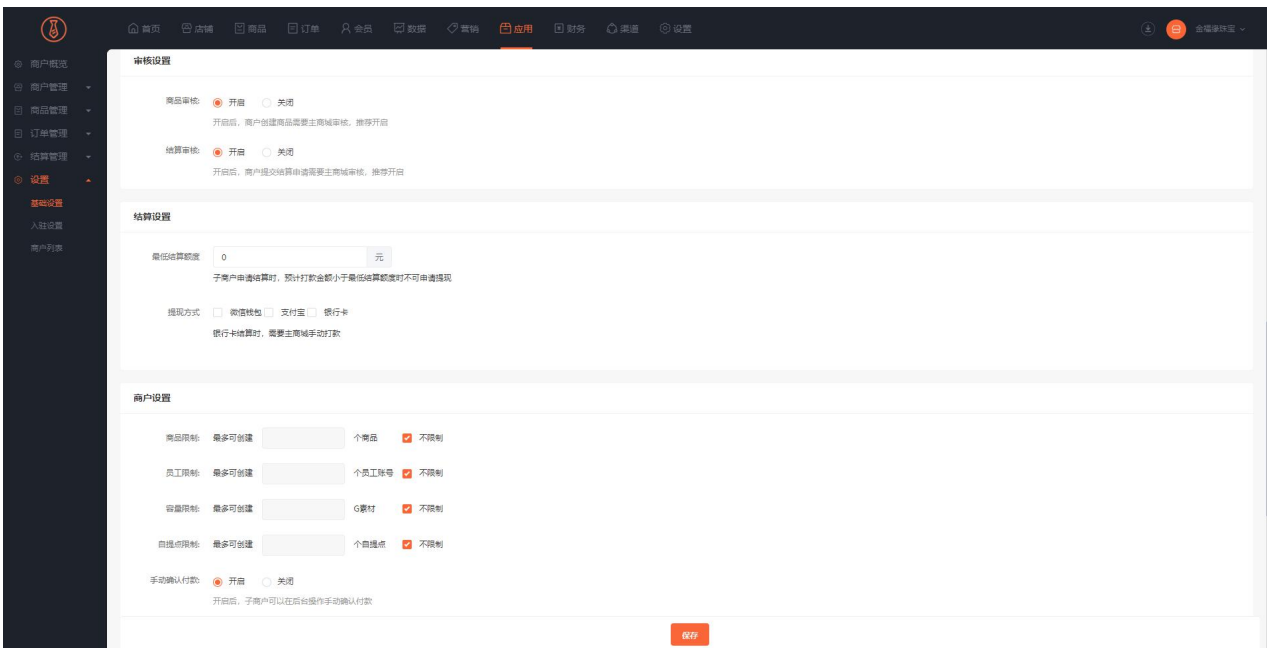 首页 店铺 商品 订单 会员 数据 营销 应用 财务 渠道 设置 金福缘珠宝
商户概览
商户管理
商品管理
订单管理
结算管理
设置
基础设置
入驻设置
商户列表
审核设置
商品审核: 开启 关闭
开启后，商户创建商品需要主商城审核，推荐开启
结算审核: 开启 关闭
开启后，商户提交结算申请需要主商城审核，推荐开启
结算设置
最低结算额度 0 元
子商户申请结算时，预计打款金额小于最低结算额度时不可申请提现
提现方式 微信钱包 支付宝 银行卡
银行卡结算时，需要主商城手动打款
商户设置
商品限制: 最多可创建 个商品 不限制
员工限制: 最多可创建 个员工账号 不限制
容量限制: 最多可创建 G素材 不限制
自提点限制: 最多可创建 个自提点 不限制
手动确认付款: 开启 关闭
开启后，子商户可以在后台操作手动确认付款
保存